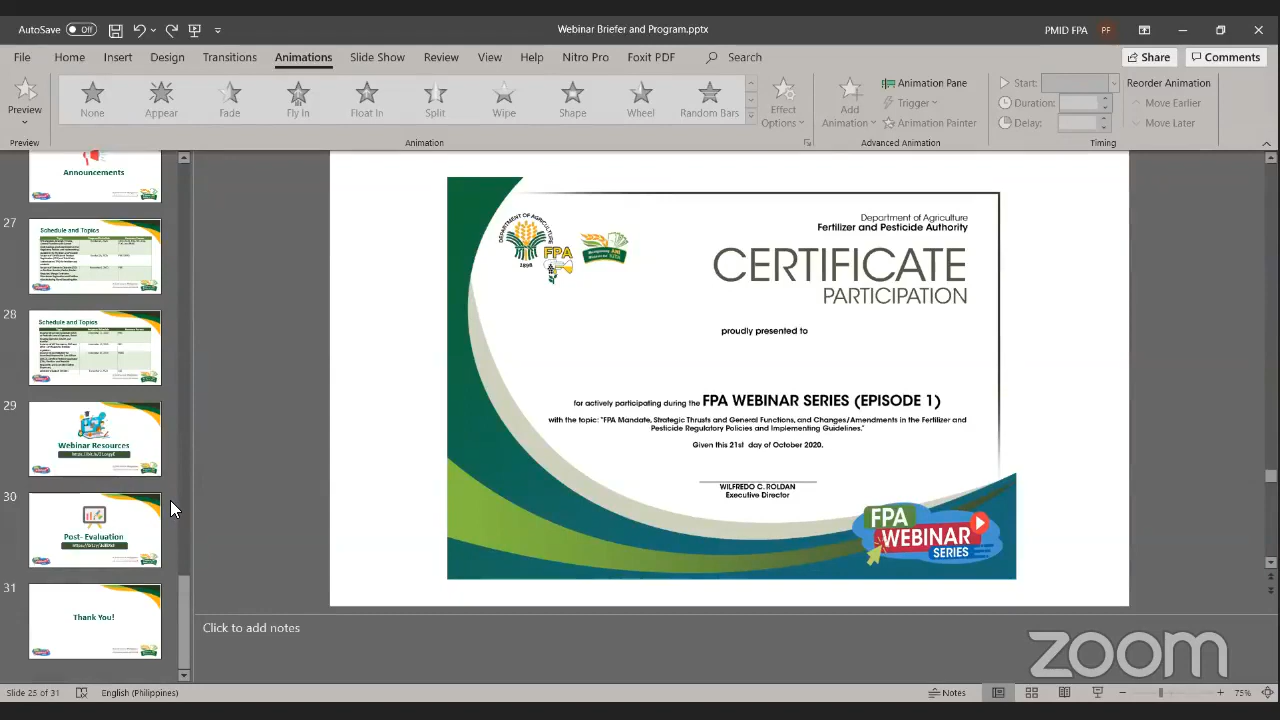 AutoSave Off
Webinar Briefer and Program.pptx
PMID FPA PF
File Home Insert Design Transitions Animations Slide Show Review View Help Nitro Pro Foxit PDF Search
Share Comments
Preview
None Appear Fade Fly In Float In Split Wipe Shape Wheel Random Bars
Effect Options
Add Animation
Animation Pane
Trigger
Animation Painter
Start:
Duration:
Delay:
Reorder Animation
Move Earlier
Move Later
Preview Animation Advanced Animation Timing
Announcements
27
Schedule and Topics
28
Schedule and Topics
29
Webinar Resources
30
Post- Evaluation
31
Thank You!
DEPARTMENT OF AGRICULTURE
1898
FPA
Department of Agriculture
Fertilizer and Pesticide Authority
CERTIFICATE
PARTICIPATION
proudly presented to
for actively participating during the FPA WEBINAR SERIES (EPISODE 1)
with the topic: "FPA Mandate, Strategic Thrusts and General Functions, and Changes/Amendments in the Fertilizer and
Pesticide Regulatory Policies and Implementing Guidelines."
Given this 21st day of October 2020.
WILFREDO C. ROLDAN
Executive Director
FPA
WEBINAR
SERIES
Click to add notes
zoom
Slide 25 of 31 English (Philippines)
Notes
75%